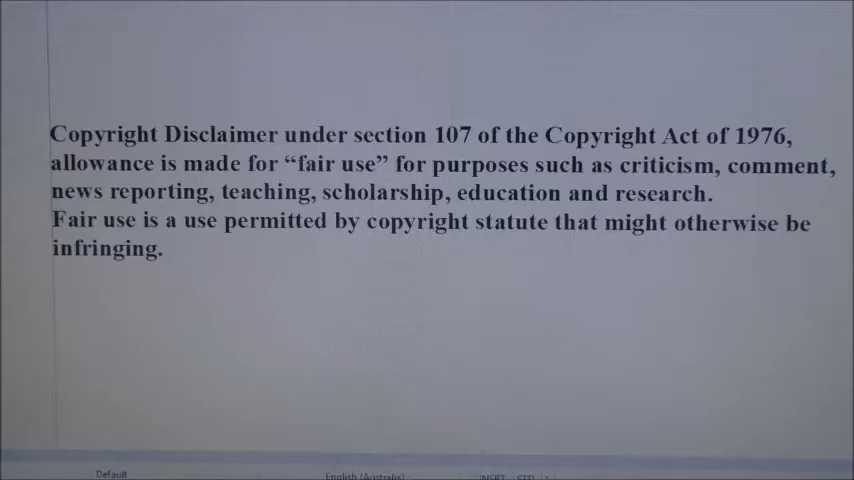 Copyright Disclaimer under section 107 of the Copyright Act of 1976,
allowance is made for “fair use” for purposes such as criticism, comment,
news reporting, teaching, scholarship, education and research.
Fair use is a use permitted by copyright statute that might otherwise be
infringing.
Default English (Australia) INSRT STD